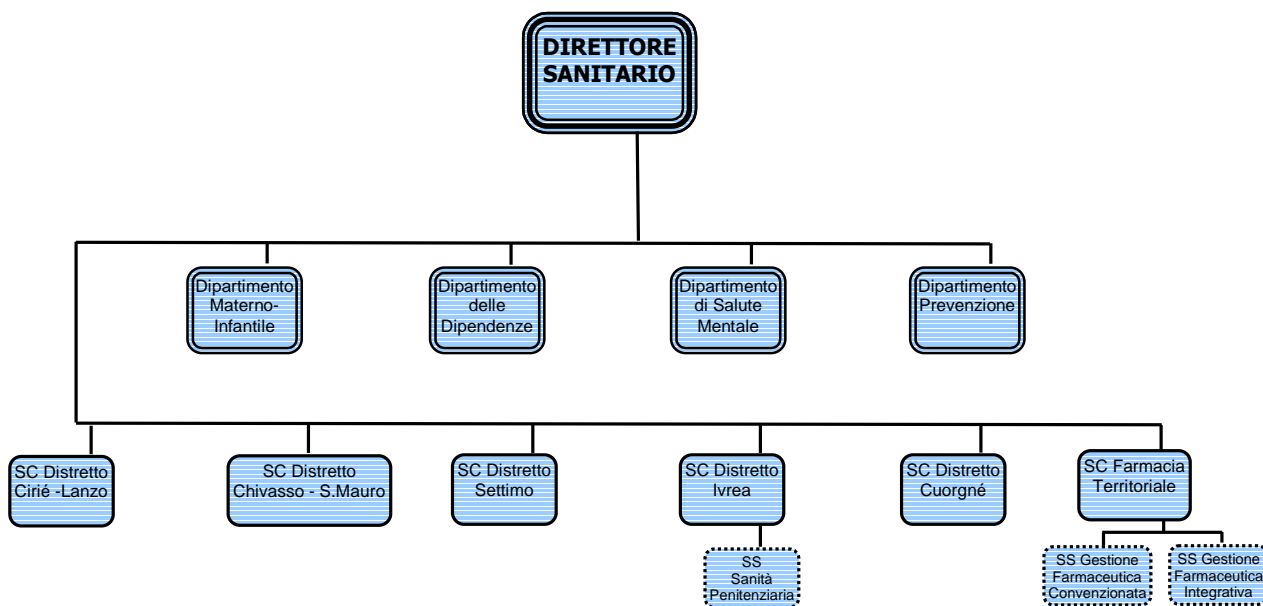 DIRETTORE
SANITARIO
Dipartimento
Materno-
Infantile
Dipartimento
delle
Dipendenze
Dipartimento
di Salute
Mentale
Dipartimento
Prevenzione
SC Distretto
Cirié -Lanzo
SC Distretto
Chivasso - S.Mauro
SC Distretto
Settimo
SC Distretto
Ivrea
SC Distretto
Cuorgné
SC Farmacia
Territoriale
SS
Sanità
Penitenziaria
SS Gestione
Farmaceutica
Convenzionata
SS Gestione
Farmaceutica
Integrativa